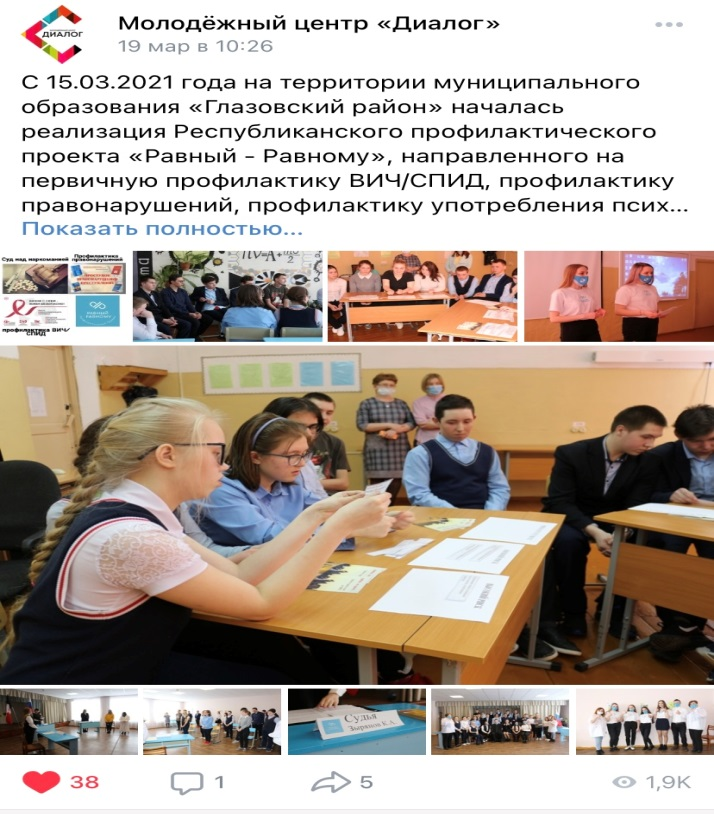 ДИАЛОГ
Молодёжный центр «Диалог»
19 мар в 10:26
С 15.03.2021 года на территории муниципального
образования «Глазовский район» началась
реализация Республиканского профилактического
проекта «Равный - Равному», направленного на
первичную профилактику ВИЧ/СПИД, профилактику
правонарушений, профилактику употребления псих...
Показать полностью...
Суд над наркоманией
Профилактика
правонарушений
профилактика ВИЧ/
СПИД
Судья
Зырянов К.А.
38
1
5
1,9K